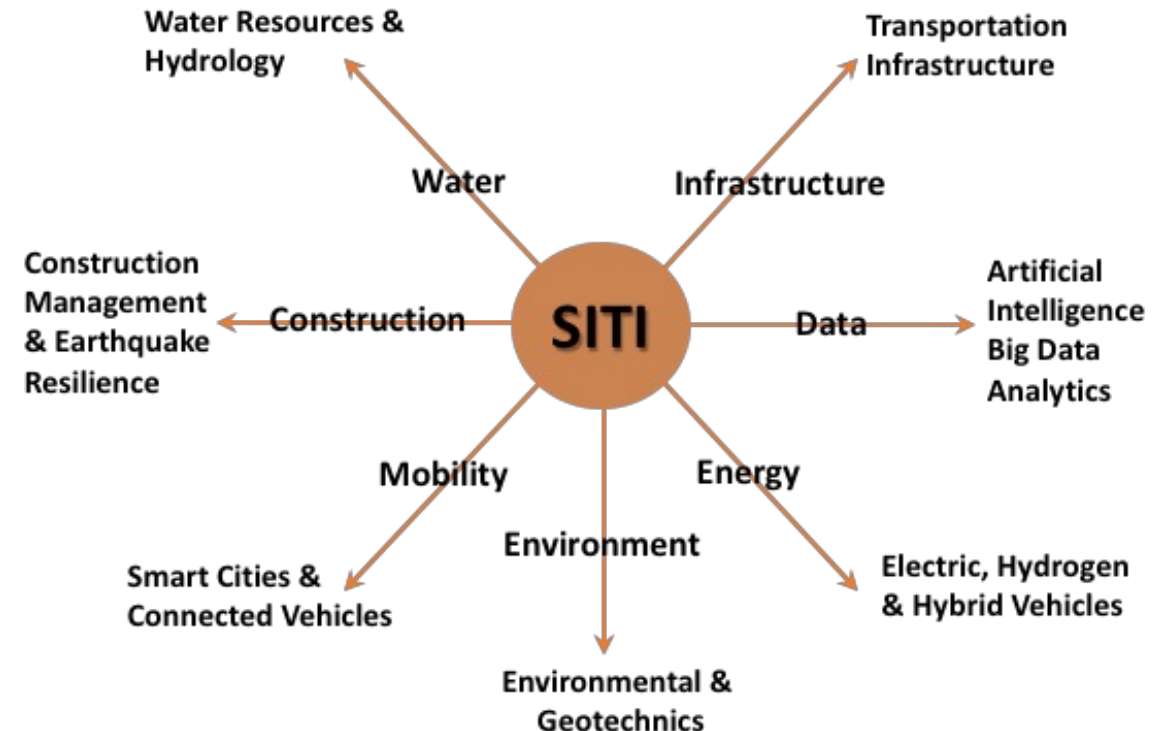 Water Resources &
Hydrology
Transportation
Infrastructure
Water
Infrastructure
Construction
Management
& Earthquake
Resilience
Construction
SITI
Data
Artificial
Intelligence
Big Data
Analytics
Mobility
Energy
Environment
Smart Cities &
Connected Vehicles
Electric, Hydrogen
& Hybrid Vehicles
Environmental &
Geotechnics